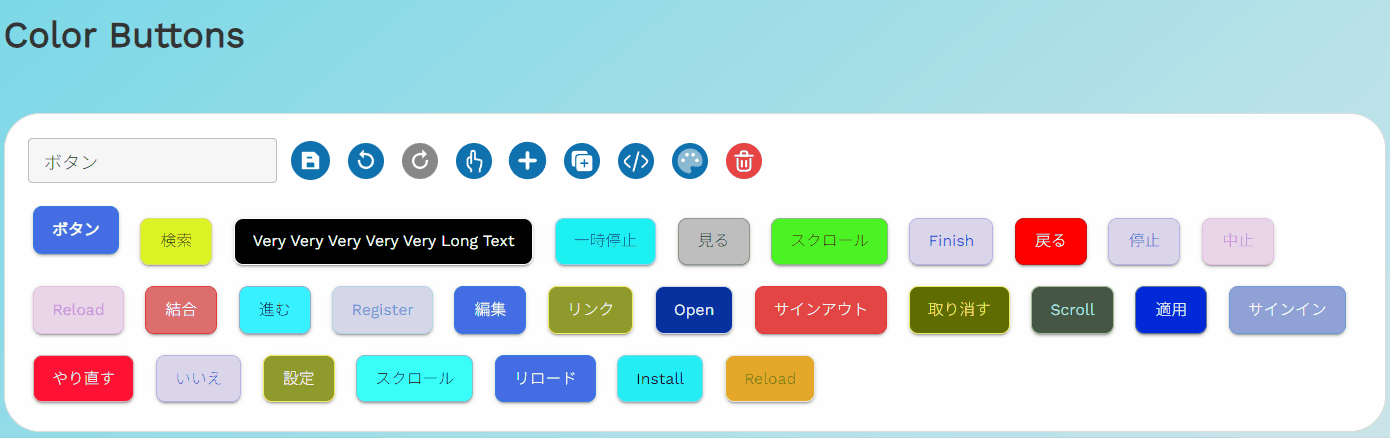 Color Buttons
ボタン
ボタン 検索 Very Very Very Very Very Long Text 一時停止 見る スクロール Finish 戻る 停止 中止
Reload 結合 進む Register 編集 リンク Open サインアウト 取り消す Scroll 適用 サインイン
やり直す いいえ 設定 スクロール リロード Install Reload